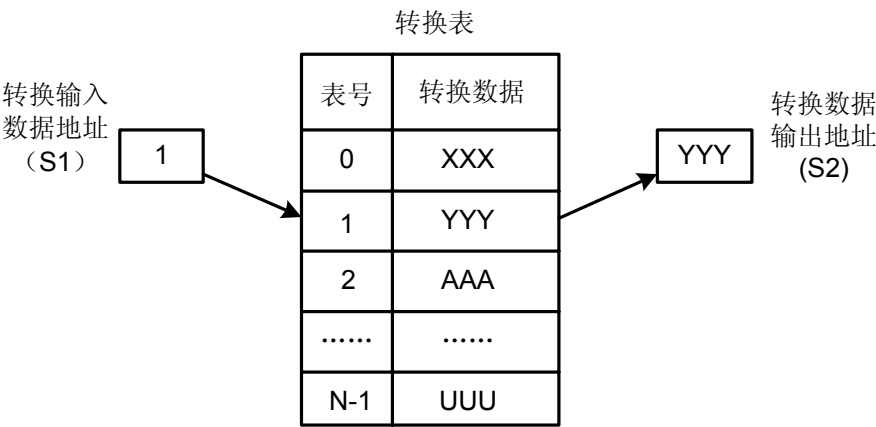 转换表
转换输入
数据地址
（S1）
1
表号 转换数据
0 XXX
1 YYY
2 AAA
…… ……
N-1 UUU
YYY
转换数据
输出地址
(S2)